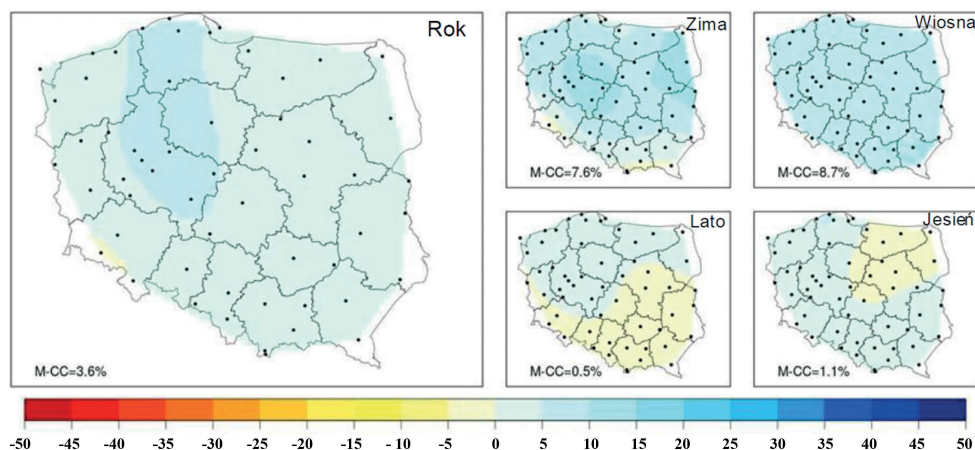 Rok
M-CC=3.6%
Zima
M-CC=7.6%
Wiosna
M-CC=8.7%
Lato
M-CC=0.5%
Jesień
M-CC=1.1%
-50 -45 -40 -35 -30 -25 -20 -15 -10 -5 0 5 10 15 20 25 30 35 40 45 50